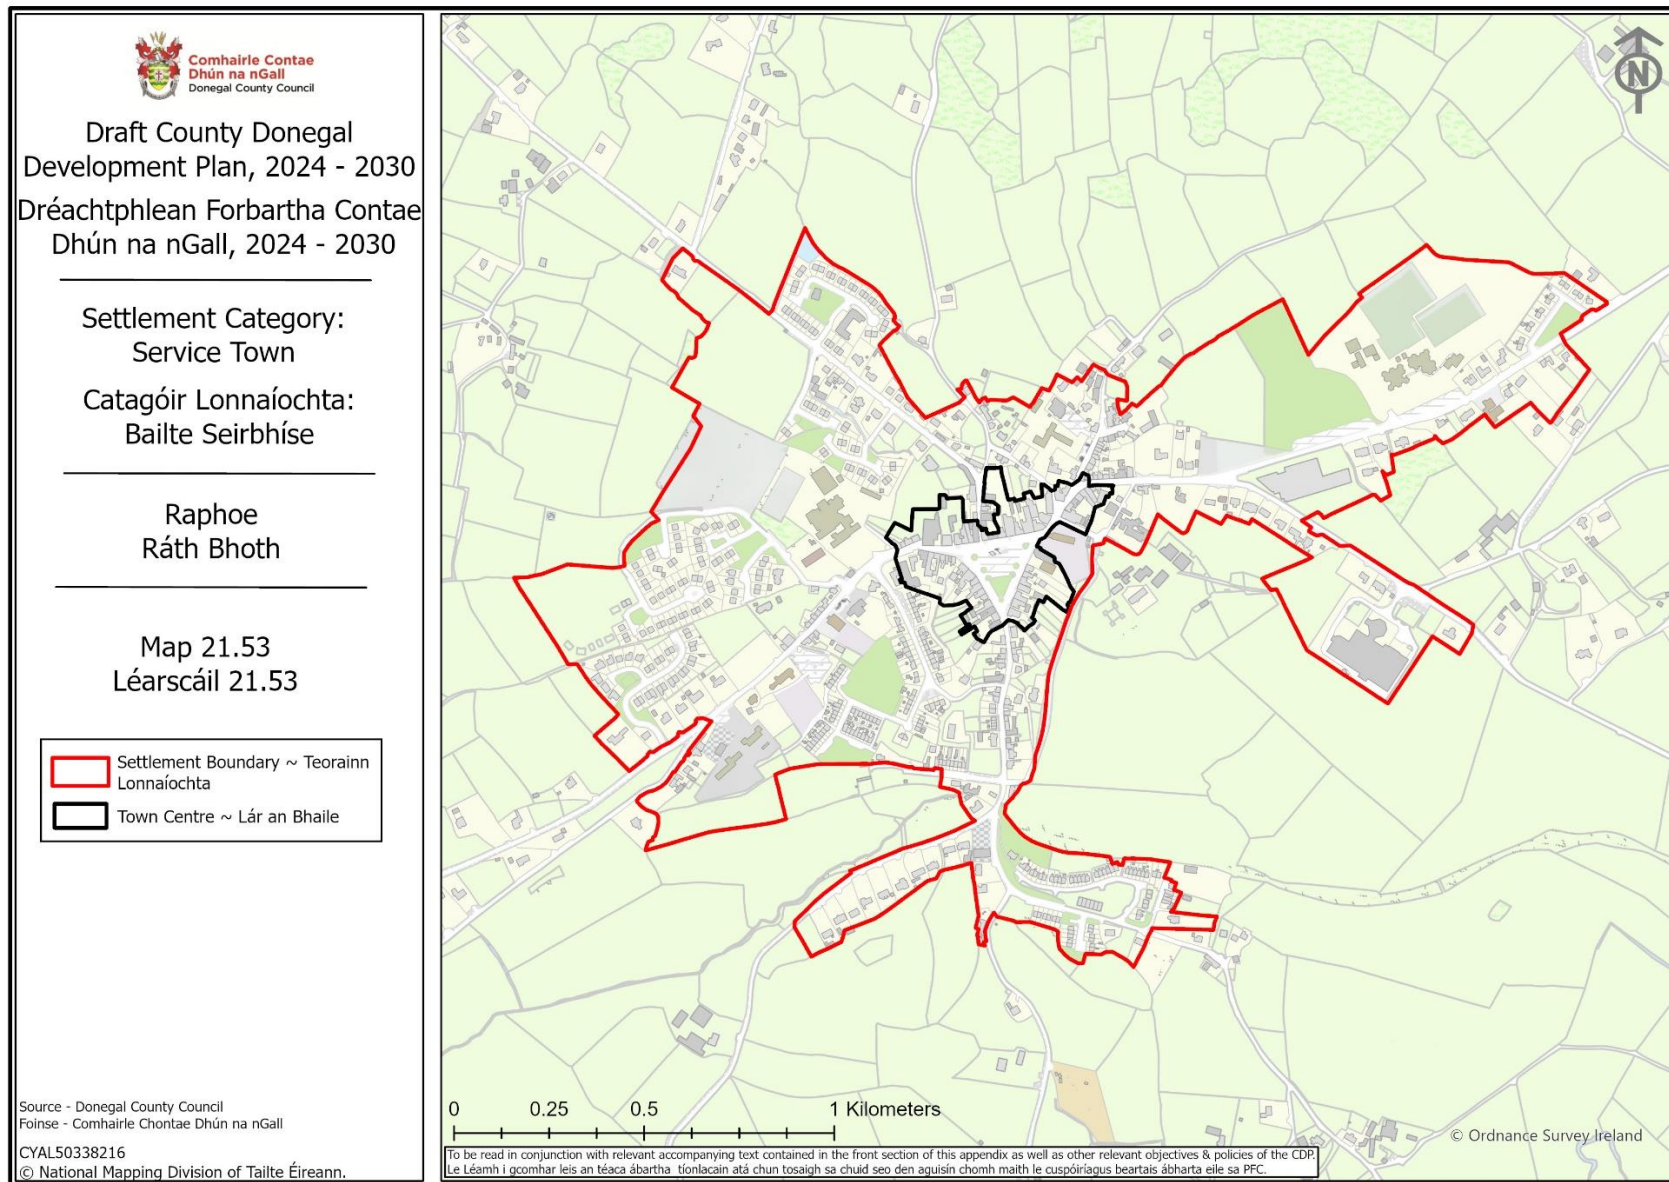 Comhairle Contae
Dhún na nGall
Donegal County Council
Draft County Donegal
Development Plan, 2024 - 2030
Dréachtphlean Forbartha Contae
Dhún na nGall, 2024 - 2030
Settlement Category:
Service Town
Catagóir Lonnaíochta:
Bailte Seirbhíse
Raphoe
Ráth Bhoth
Map 21.53
Léarscáil 21.53
Settlement Boundary ~ Teorainn
Lonnaíochta
Town Centre ~ Lár an Bhaile
Source - Donegal County Council
Foinse - Comhairle Chontae Dhún na nGall
CYAL50338216
© National Mapping Division of Tailte Éireann.
N
0 0.25 0.5 1 Kilometers
© Ordnance Survey Ireland
To be read in conjunction with relevant accompanying text contained in the front section of this appendix as well as other relevant objectives & policies of the CDP.
Le Léamh i gcomhar leis an téaca ábartha tíonlacain atá chun tosaigh sa chuid seo den aguisín chomh maith le cuspóiríagus beartais ábharta eile sa PFC.